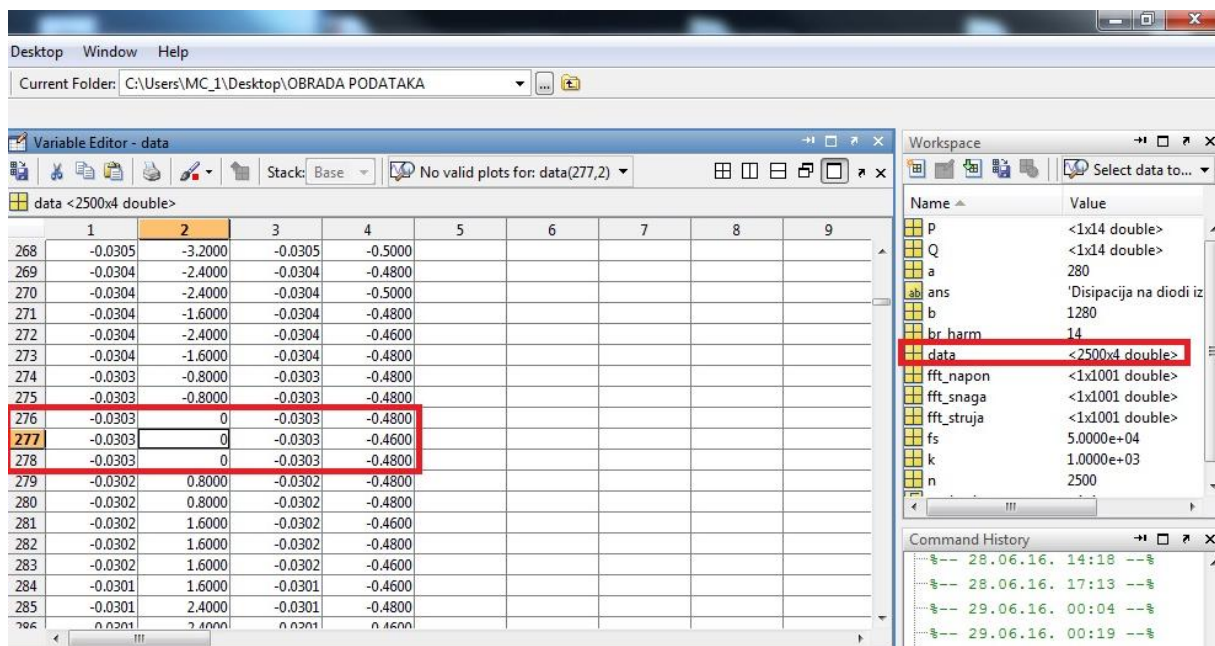 Desktop Window Help
Current Folder: C:\Users\MC_1\Desktop\OBRADA PODATAKA
Variable Editor - data
Stack: Base No valid plots for: data(277,2)
data <2500x4 double>
1 2 3 4 5 6 7 8 9
268 -0.0305 -3.2000 -0.0305 -0.5000
269 -0.0304 -2.4000 -0.0304 -0.4800
270 -0.0304 -2.4000 -0.0304 -0.5000
271 -0.0304 -1.6000 -0.0304 -0.4800
272 -0.0304 -2.4000 -0.0304 -0.4600
273 -0.0304 -1.6000 -0.0304 -0.4800
274 -0.0303 -0.8000 -0.0303 -0.4800
275 -0.0303 -0.8000 -0.0303 -0.4800
276 -0.0303 0 -0.0303 -0.4800
277 -0.0303 0 -0.0303 -0.4600
278 -0.0303 0 -0.0303 -0.4800
279 -0.0302 0.8000 -0.0302 -0.4800
280 -0.0302 0.8000 -0.0302 -0.4800
281 -0.0302 1.6000 -0.0302 -0.4600
282 -0.0302 1.6000 -0.0302 -0.4800
283 -0.0302 1.6000 -0.0302 -0.4600
284 -0.0301 1.6000 -0.0301 -0.4600
285 -0.0301 2.4000 -0.0301 -0.4800
286 -0.0301 2.4000 -0.0301 -0.4600
Workspace
Select data to...
Name Value
P <1x14 double>
Q <1x14 double>
a 280
ab ans 'Disipacija na diodi iz
b 1280
br_harm 14
data <2500x4 double>
fft_napon <1x1001 double>
fft_snaga <1x1001 double>
fft_struja <1x1001 double>
fs 5.0000e+04
k 1.0000e+03
n 2500
Command History
%-- 28.06.16. 14:18 --%
%-- 28.06.16. 17:13 --%
%-- 29.06.16. 00:04 --%
%-- 29.06.16. 00:19 --%